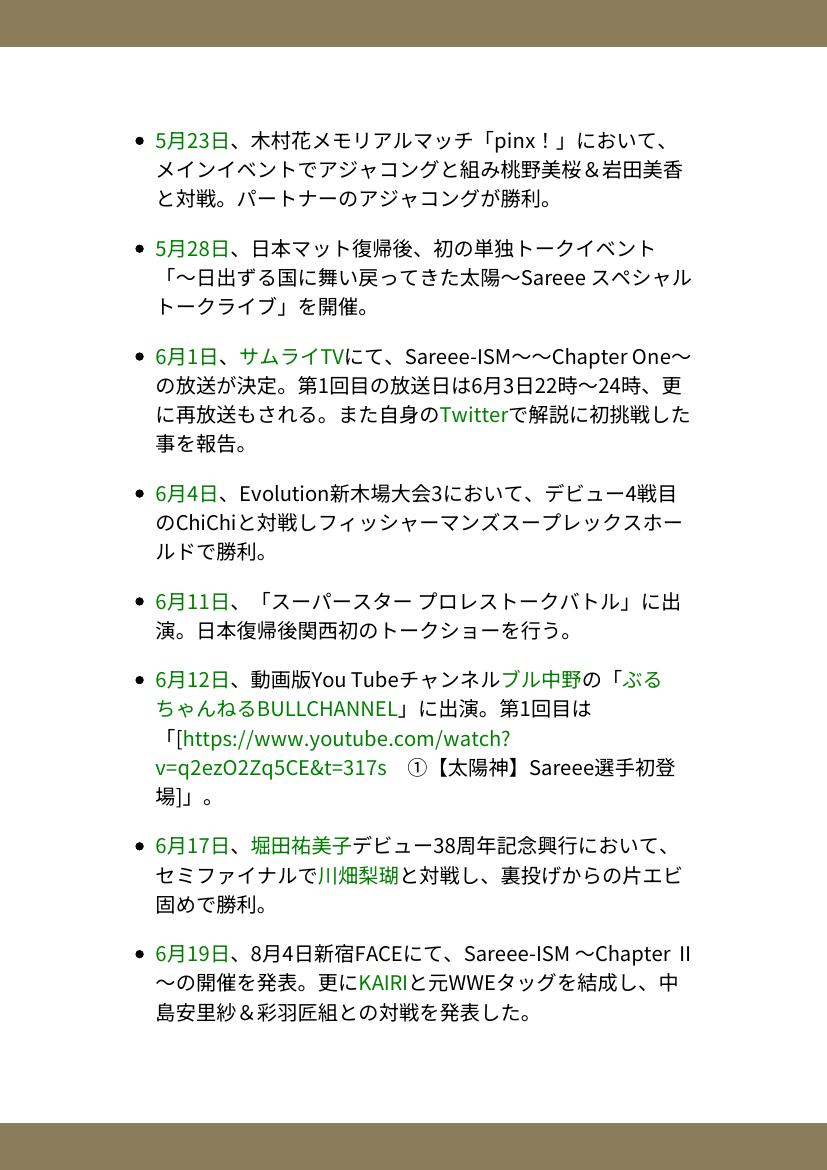 • 5月23日、木村花メモリアルマッチ「pinx！」において、
メインイベントでアジャコングと組み桃野美桜＆岩田美香
と対戦。パートナーのアジャコングが勝利。
• 5月28日、日本マット復帰後、初の単独トークイベント
「〜日出ずる国に舞い戻ってきた太陽〜Sareee スペシャル
トークライブ」を開催。
• 6月1日、サムライTVにて、Sareee-ISM〜〜Chapter One〜
の放送が決定。第1回目の放送日は6月3日22時〜24時、更
に再放送もされる。また自身のTwitterで解説に初挑戦した
事を報告。
• 6月4日、Evolution新木場大会3において、デビュー4戦目
のChiChiと対戦しフィッシャーマンズスープレックスホー
ルドで勝利。
• 6月11日、「スーパースター プロレストークバトル」に出
演。日本復帰後関西初のトークショーを行う。
• 6月12日、動画版You Tubeチャンネルブル中野の「ぶる
ちゃんねるBULLCHANNEL」に出演。第1回目は
「[https://www.youtube.com/watch?
v=q2ezO2Zq5CE&t=317s　①【太陽神】Sareee選手初登
場]」。
• 6月17日、堀田祐美子デビュー38周年記念興行において、
セミファイナルで川畑梨瑚と対戦し、裏投げからの片エビ
固めで勝利。
• 6月19日、8月4日新宿FACEにて、Sareee-ISM 〜Chapter Ⅱ
〜の開催を発表。更にKAIRIと元WWEタッグを結成し、中
島安里紗＆彩羽匠組との対戦を発表した。